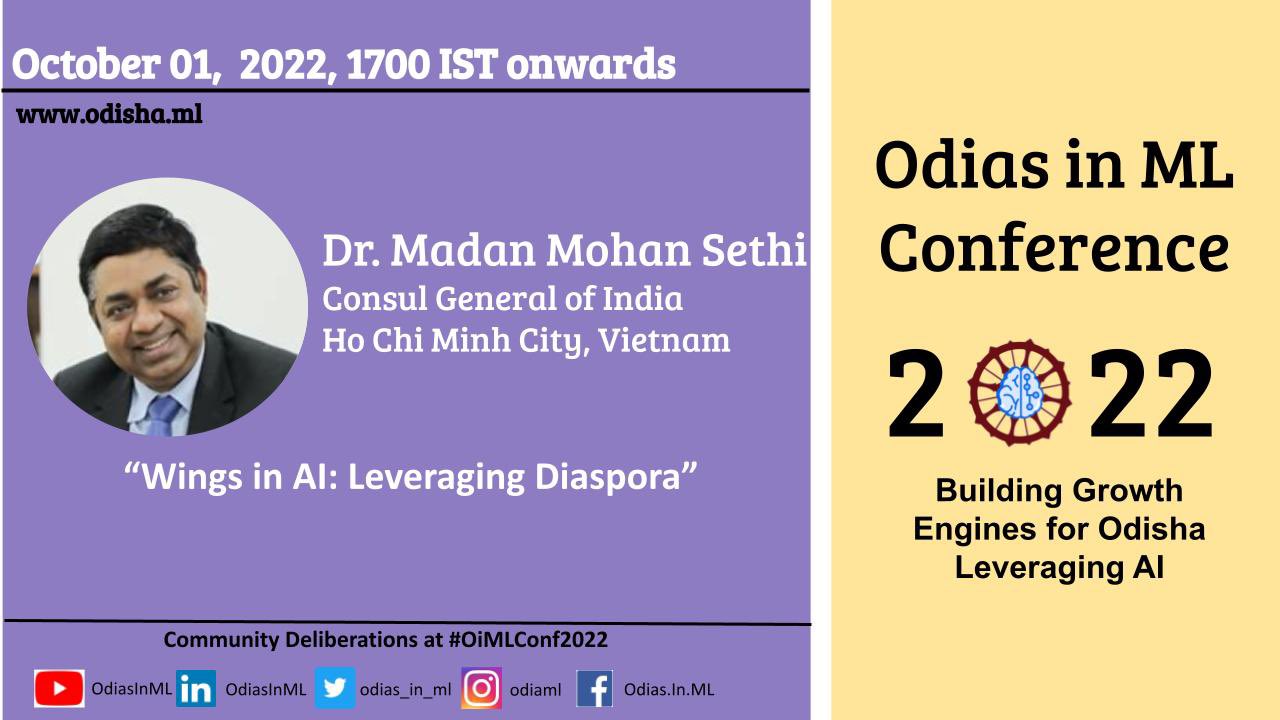 October 01,  2022, 1700 IST onwards
www.odisha.ml
Dr. Madan Mohan Sethi
Consul General of India
Ho Chi Minh City, Vietnam
“Wings in AI: Leveraging Diaspora”
Community Deliberations at #OiMLConf2022
OdiasInML OdiasInML odias_in_ml odiaml Odias.In.ML
Odias in ML
Conference
2 22
Building Growth
Engines for Odisha
Leveraging AI